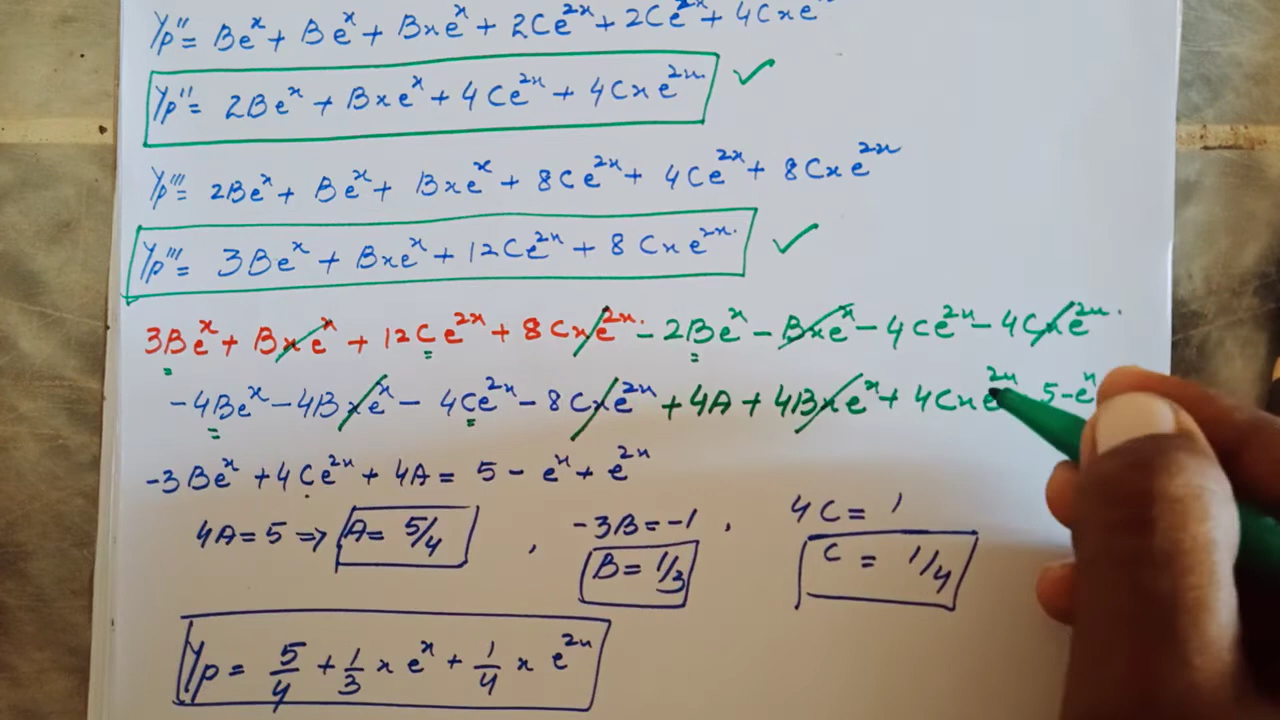 Yp'' = Be^x + Be^x + Bxe^x + 2Ce^2x + 2Ce^2x + 4Cxe
Yp'' = 2Be^x + Bxe^x + 4Ce^2x + 4Cxe^2x. ✓
Yp''' = 2Be^x + Be^x + Bxe^x + 8Ce^2x + 4Ce^2x + 8Cxe^2x
Yp''' = 3Be^x + Bxe^x + 12Ce^2x + 8Cxe^2x. ✓
3Be^x + Bxe^x + 12Ce^2x + 8Cxe^2x. - 2Be^x - Bxe^x - 4Ce^2x - 4Cxe^2x.
-4Be^x - 4Bxe^x - 4Ce^2x - 8Cxe^2x + 4A + 4Bxe^x + 4Cxe^2x 5-e^x
-3Be^x + 4Ce^2x + 4A = 5 - e^x + e^2x
4A = 5 => A = 5/4 , -3B = -1 , 4C = 1
B = 1/3 C = 1/4
Yp = 5/4 + 1/3 x e^x + 1/4 x e^2x